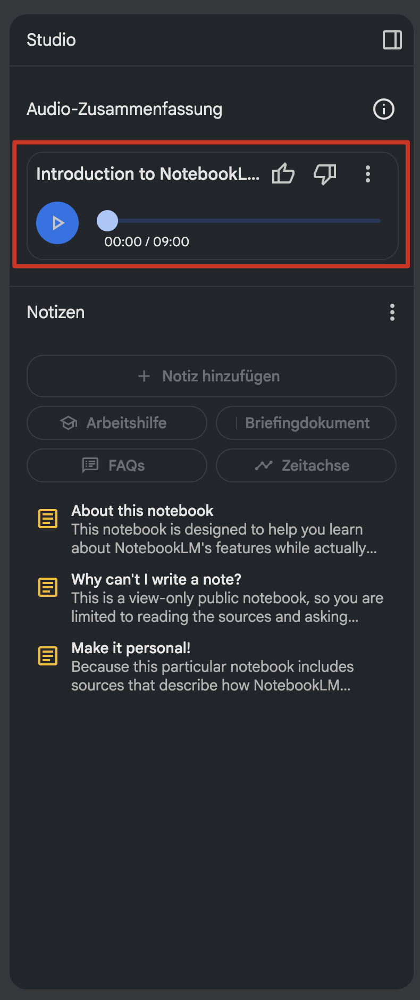 Studio
Audio-Zusammenfassung
Introduction to NotebookL...
00:00 / 09:00
Notizen
Notiz hinzufügen
Arbeitshilfe
Briefingdokument
FAQs
Zeitachse
About this notebook
This notebook is designed to help you learn
about NotebookLM's features while actually...
Why can't I write a note?
This is a view-only public notebook, so you are
limited to reading the sources and asking...
Make it personal!
Because this particular notebook includes
sources that describe how NotebookLM...